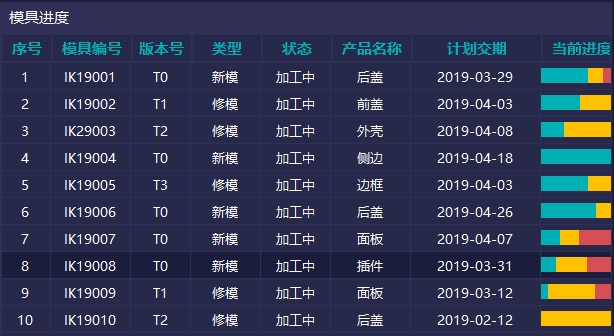 模具进度
序号 模具编号 版本号 类型 状态 产品名称 计划交期 当前进度
1 IK19001 T0 新模 加工中 后盖 2019-03-29
2 IK19002 T1 修模 加工中 前盖 2019-04-03
3 IK29003 T2 修模 加工中 外壳 2019-04-08
4 IK19004 T0 新模 加工中 侧边 2019-04-18
5 IK19005 T3 修模 加工中 边框 2019-04-03
6 IK19006 T0 新模 加工中 后盖 2019-04-26
7 IK19007 T0 新模 加工中 面板 2019-04-07
8 IK19008 T0 新模 加工中 插件 2019-03-31
9 IK19009 T1 修模 加工中 面板 2019-03-12
10 IK19010 T2 修模 加工中 后盖 2019-02-12